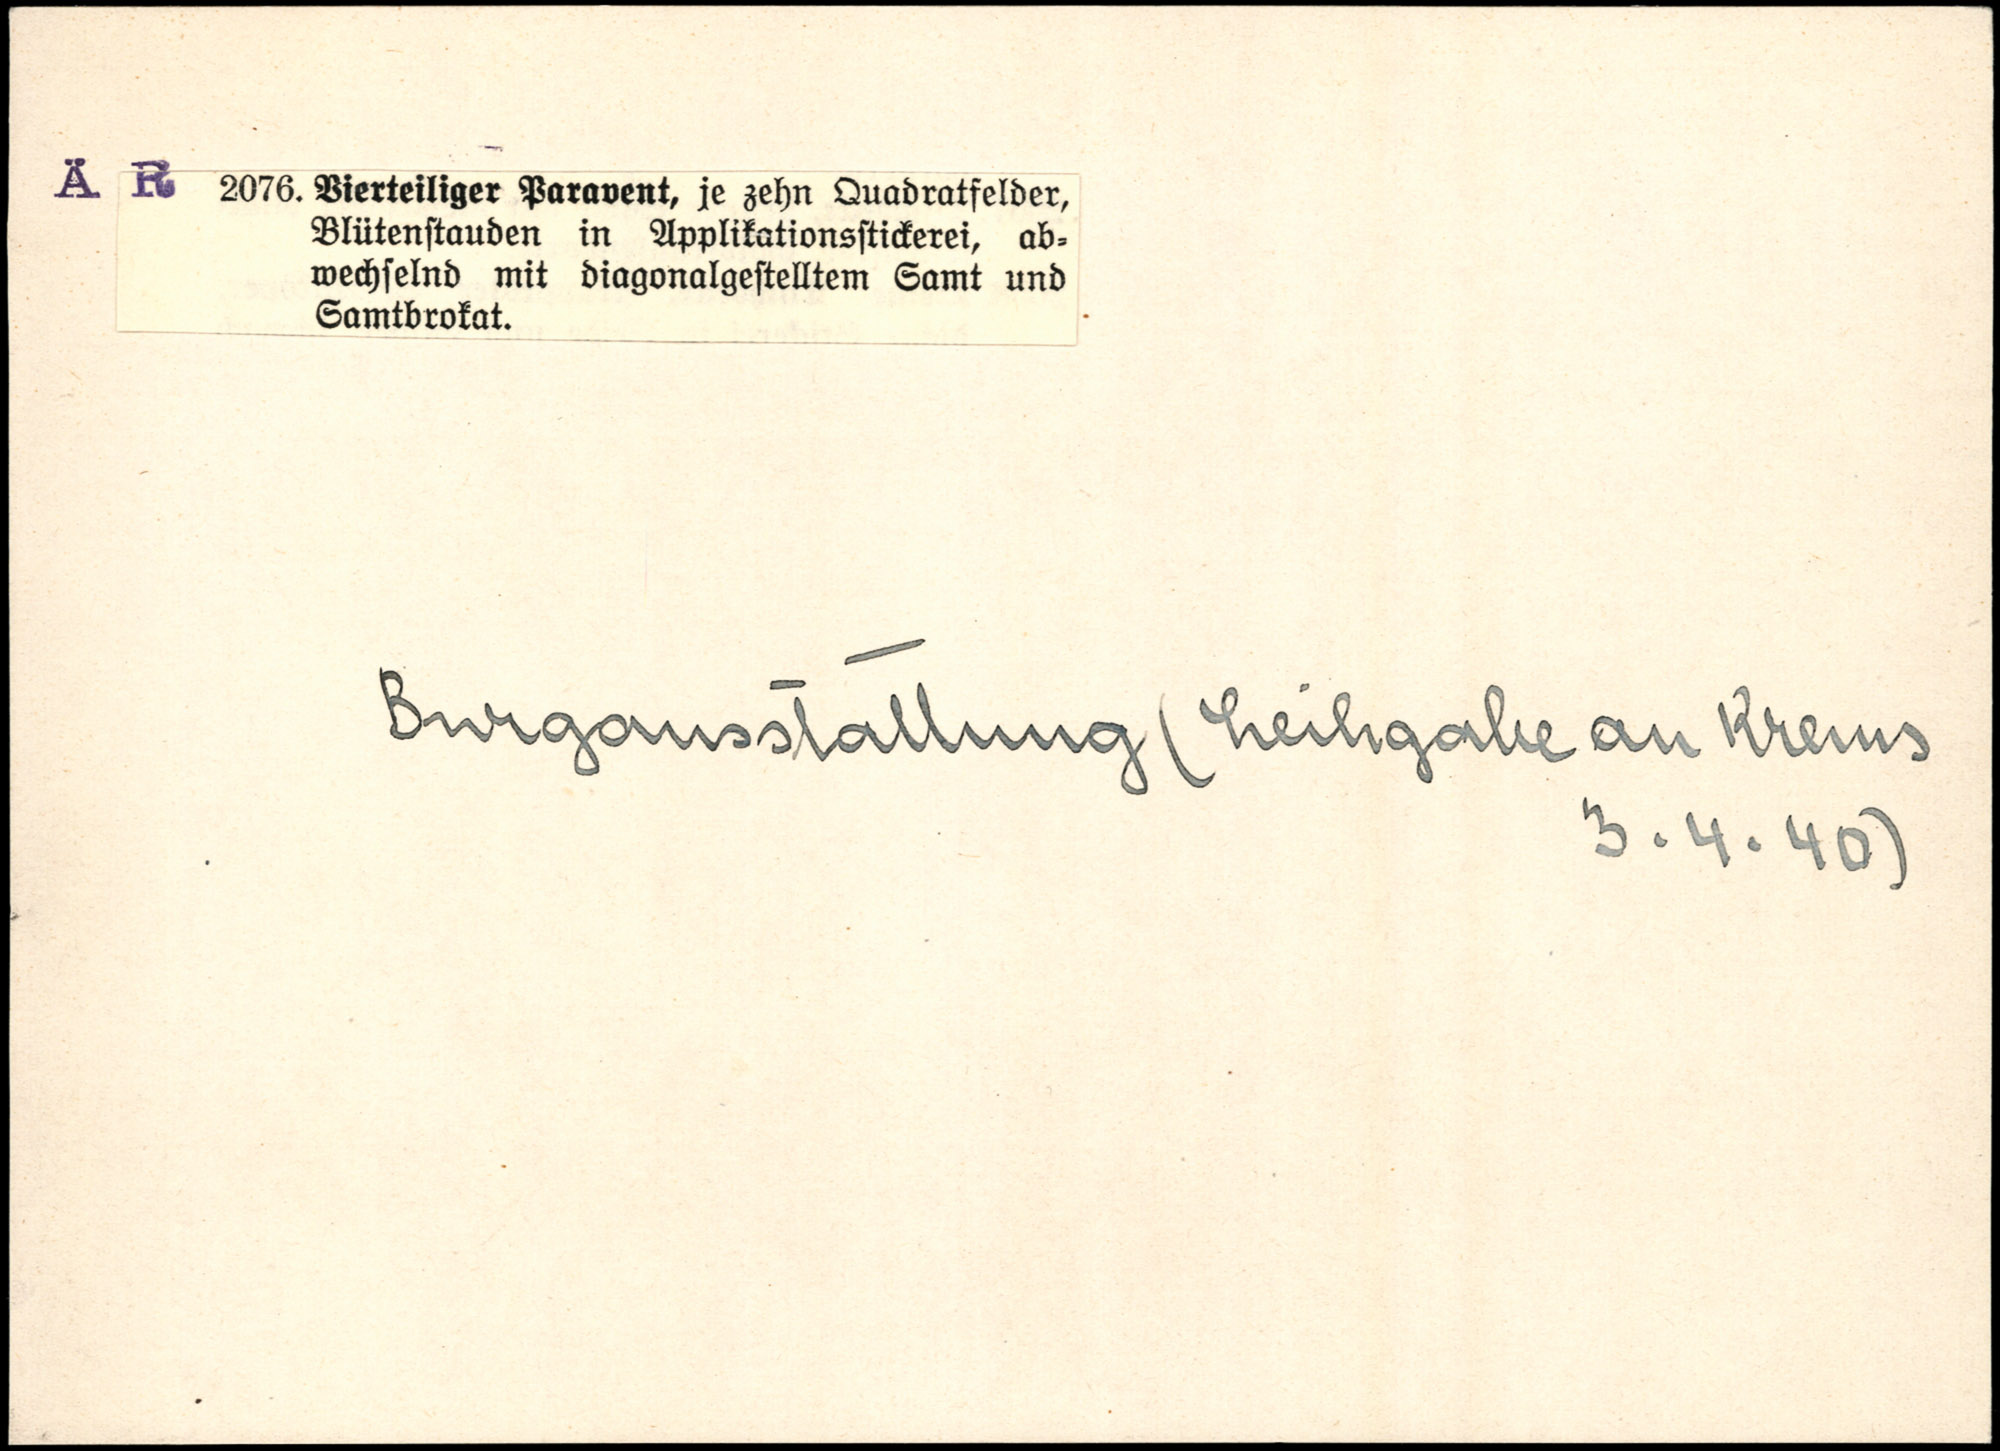 Ä R 2076. Vierteiliger Paravent, je zehn Quadratfelder,
Blütenstauden in Applikationsstickerei, ab=
wechselnd mit diagonalgestelltem Samt und
Samtbrokat.
Burgausstattung (Leihgabe an Krems
3.4.40)